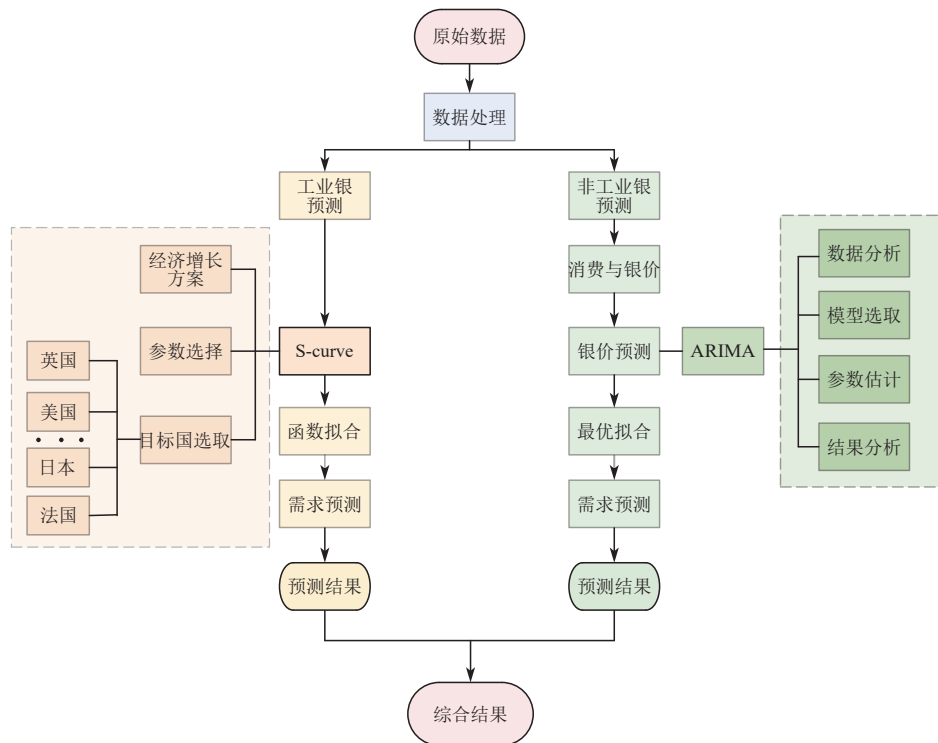 原始数据
数据处理
工业银
预测
非工业银
预测
经济增长
方案
消费与银价
数据分析
模型选取
英国
参数选择
S-curve
银价预测
ARIMA
参数估计
美国
• • •
目标国选取
函数拟合
最优拟合
结果分析
日本
法国
需求预测
需求预测
预测结果
预测结果
综合结果